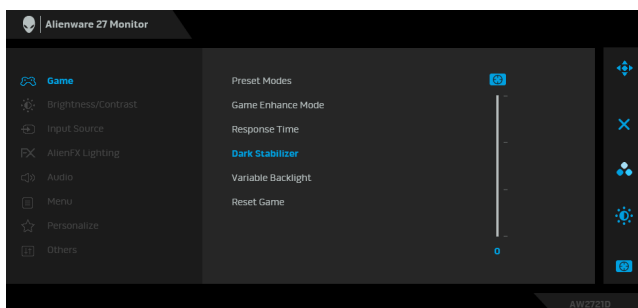 Alienware 27 Monitor
Game
Brightness/Contrast
Input Source
FX AlienFX Lighting
Audio
Menu
Personalize
Others
Preset Modes
Game Enhance Mode
Response Time
Dark Stabilizer
Variable Backlight
Reset Game
0
AW2721D